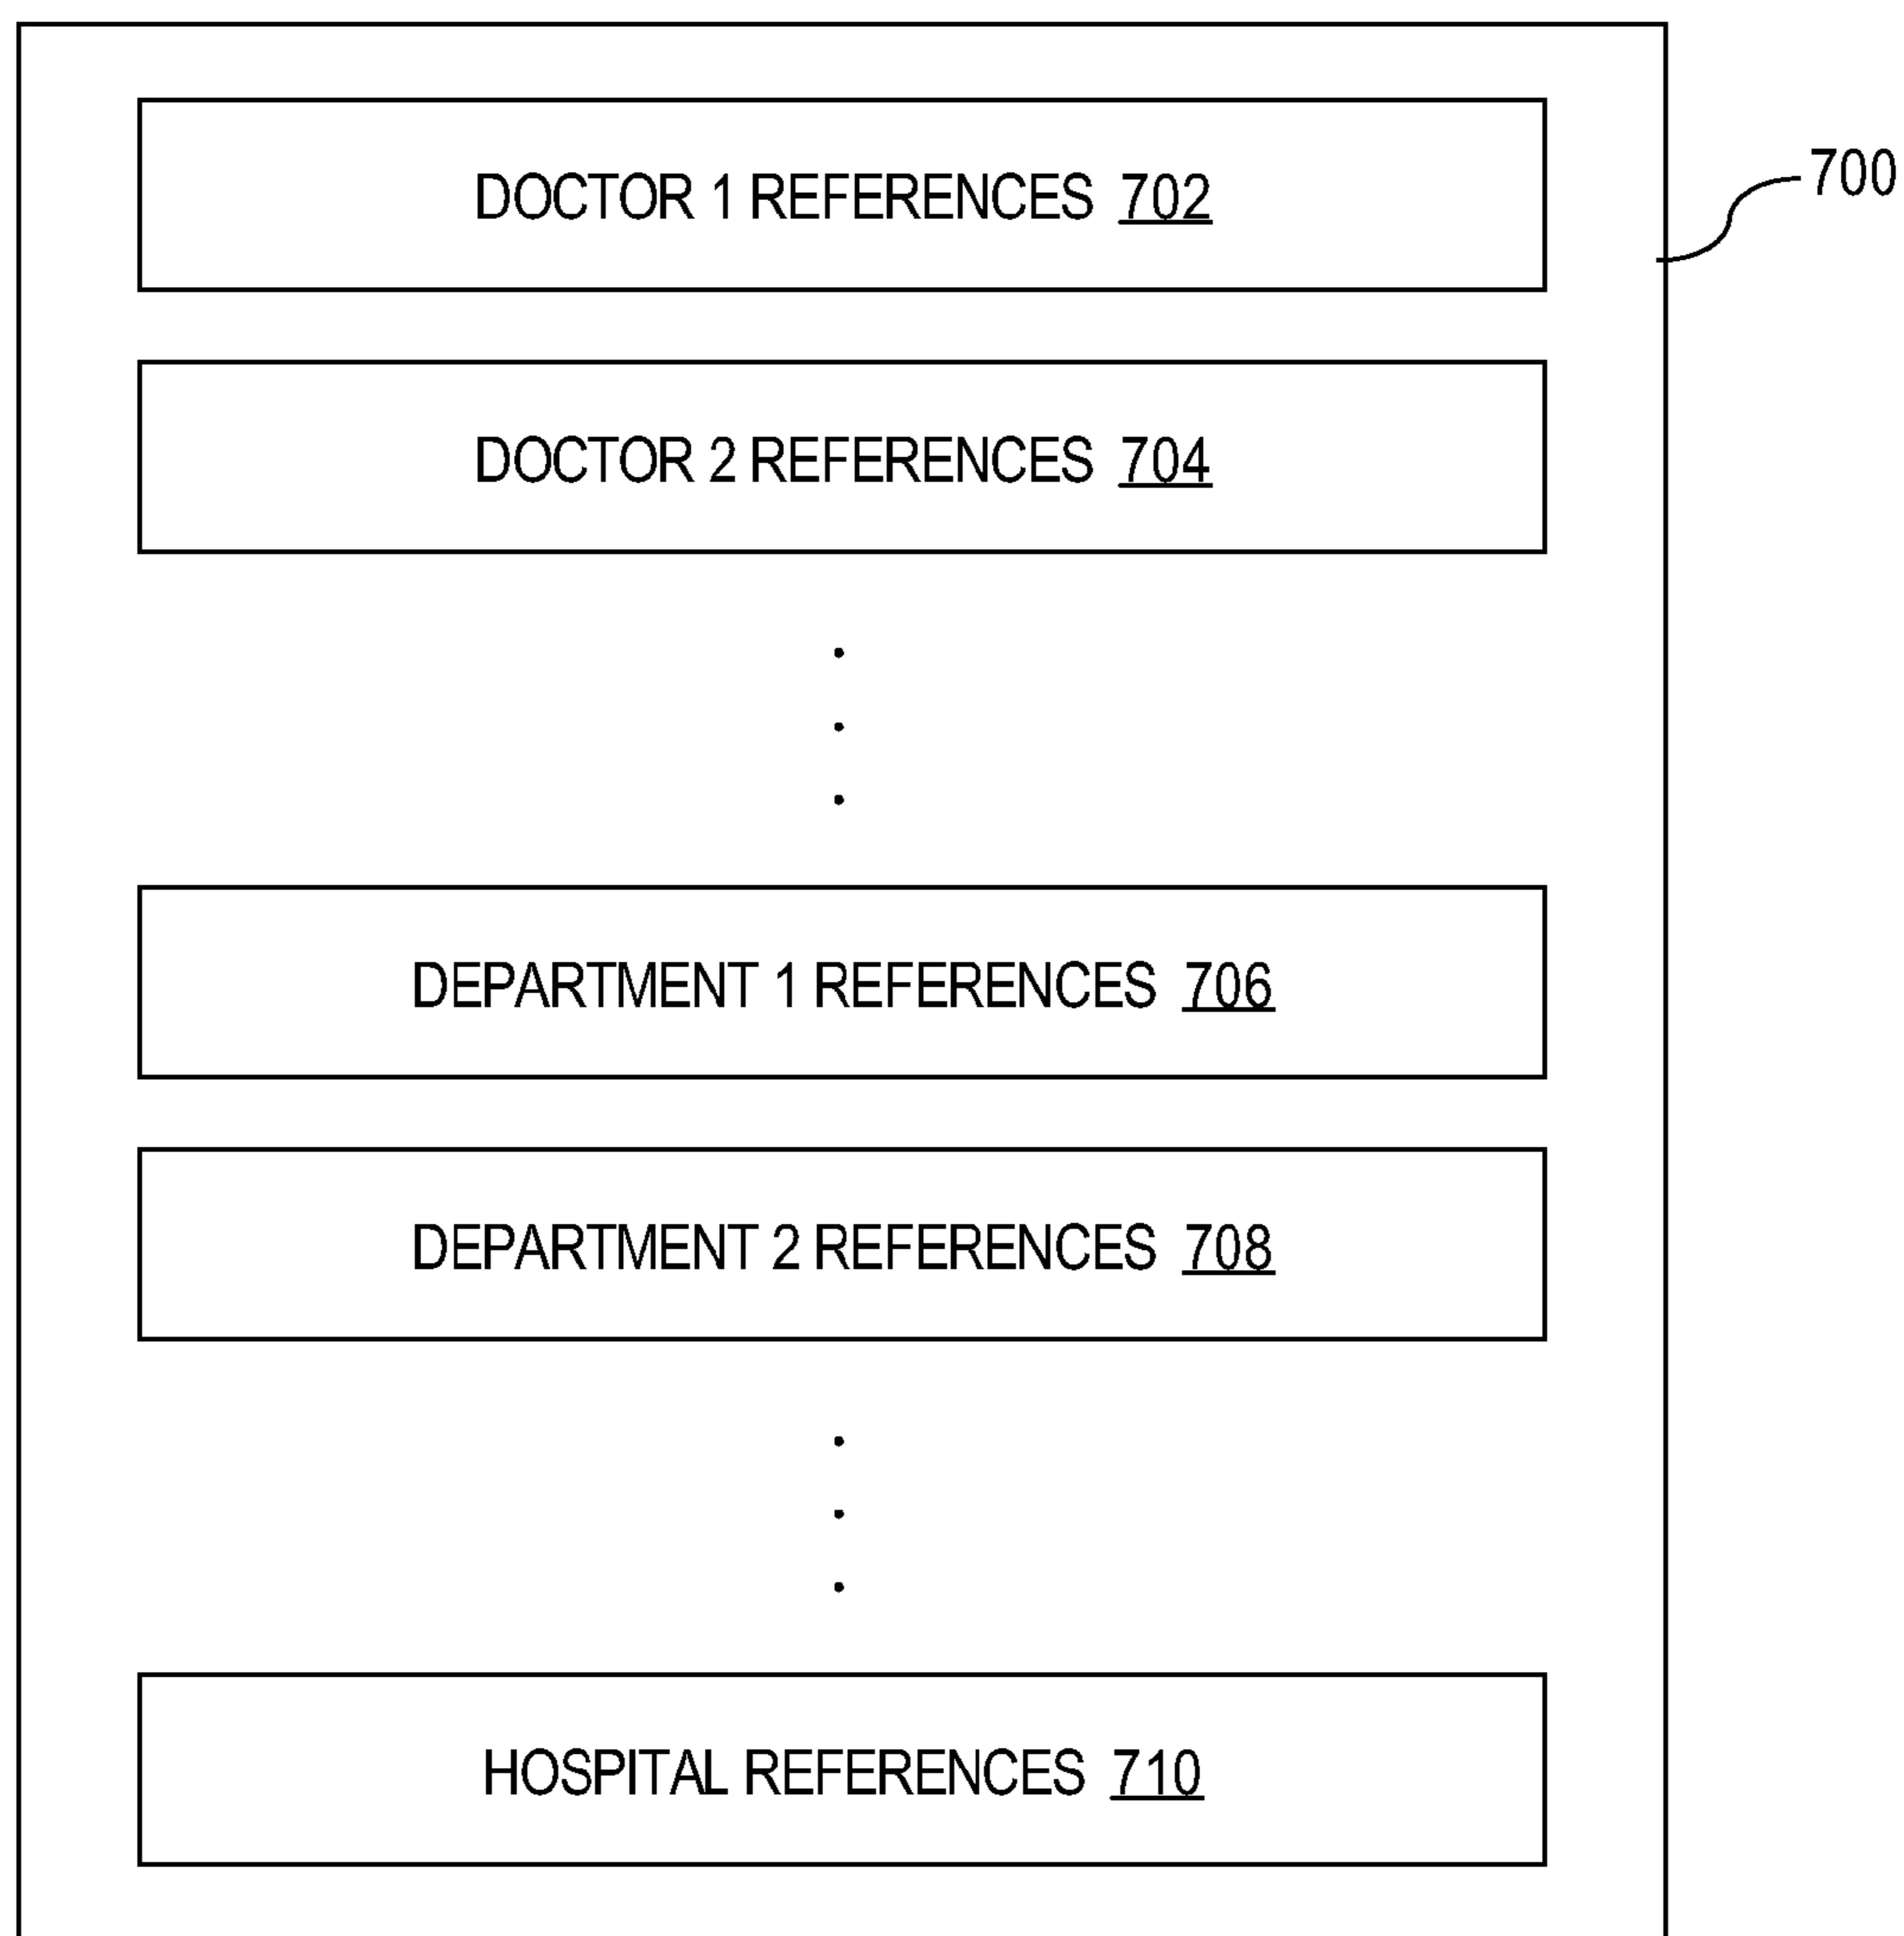 DOCTOR 1 REFERENCES 702
700
DOCTOR 2 REFERENCES 704
DEPARTMENT 1 REFERENCES 706
DEPARTMENT 2 REFERENCES 708
HOSPITAL REFERENCES 710